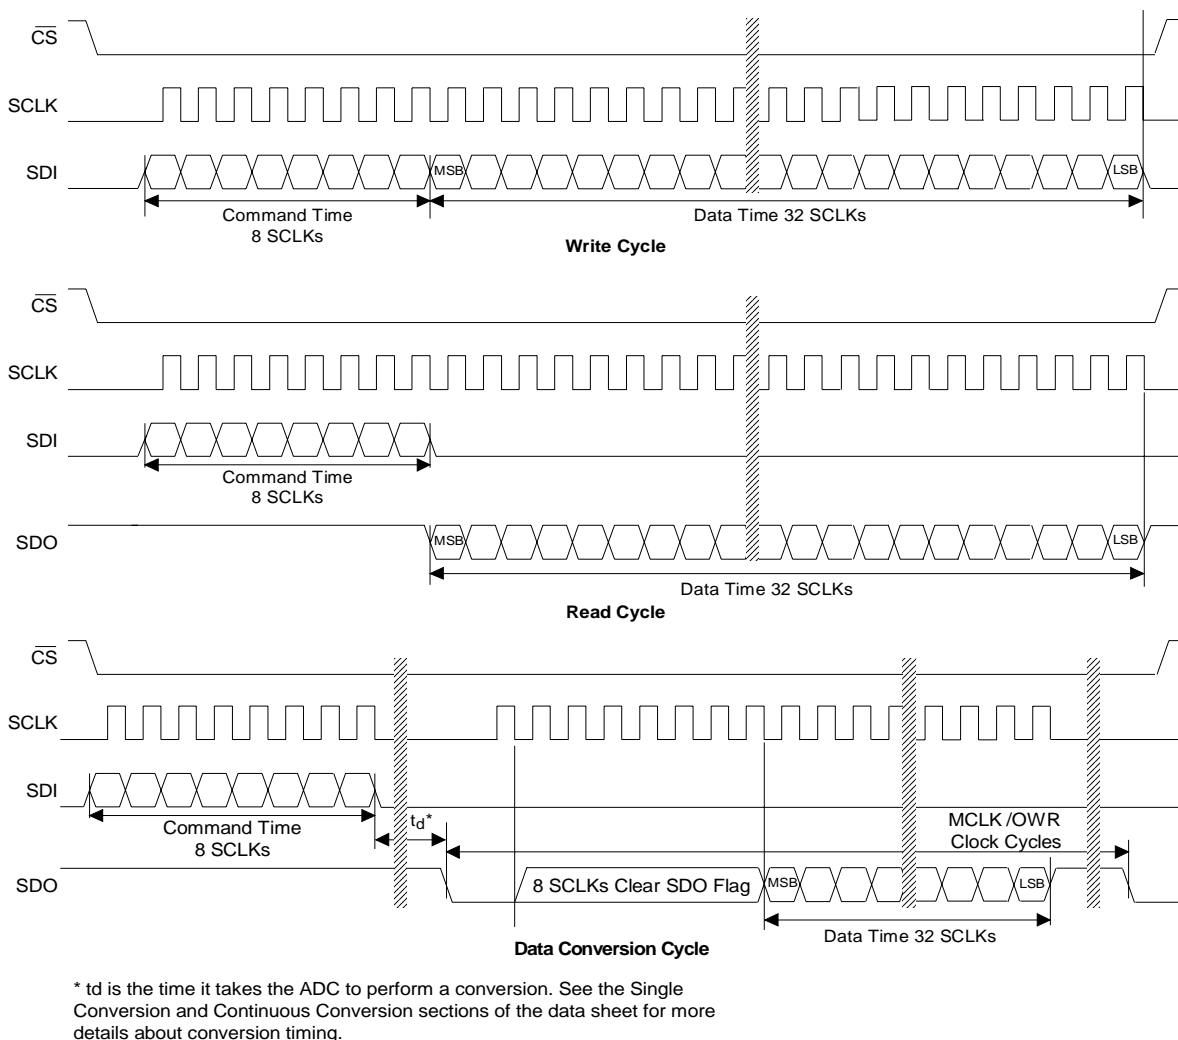 CS
SCLK
SDI
MSB
LSB
Command Time
8 SCLKs
Data Time 32 SCLKs
Write Cycle
CS
SCLK
SDI
Command Time
8 SCLKs
SDO
MSB
LSB
Data Time 32 SCLKs
Read Cycle
CS
SCLK
SDI
Command Time
8 SCLKs
td*
MCLK /OWR
Clock Cycles
SDO
8 SCLKs Clear SDO Flag
MSB
LSB
Data Time 32 SCLKs
Data Conversion Cycle
* td is the time it takes the ADC to perform a conversion. See the Single
Conversion and Continuous Conversion sections of the data sheet for more
details about conversion timing.